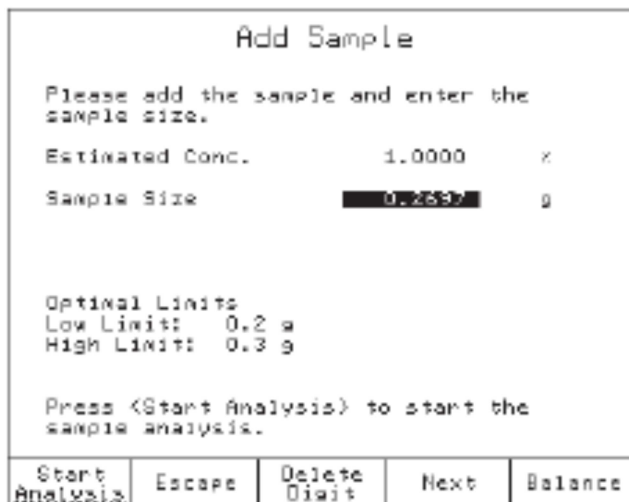 Add Sample
Please add the sample and enter the
sample size.
Estimated Conc. 1.0000 %
Sample Size 0.2697 g
Optimal Limits
Low Limit: 0.2 g
High Limit: 0.3 g
Press <Start Analysis> to start the
sample analysis.
Start Analysis Escape Delete Digit Next Balance